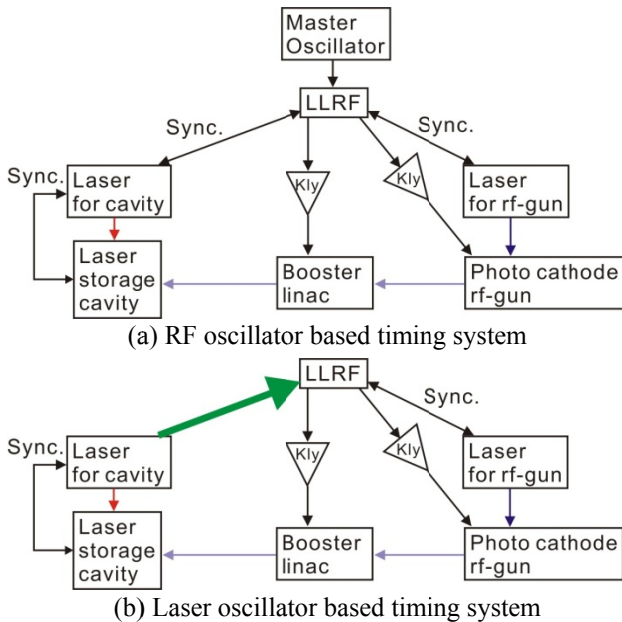 Master
Oscillator
LLRF
Sync.
Sync.
Sync.
Laser
for cavity
Kly
Kly
Laser
for rf-gun
Laser
storage
cavity
Booster
linac
Photo cathode
rf-gun
(a) RF oscillator based timing system
LLRF
Sync.
Sync.
Laser
for cavity
Kly
Kly
Laser
for rf-gun
Laser
storage
cavity
Booster
linac
Photo cathode
rf-gun
(b) Laser oscillator based timing system